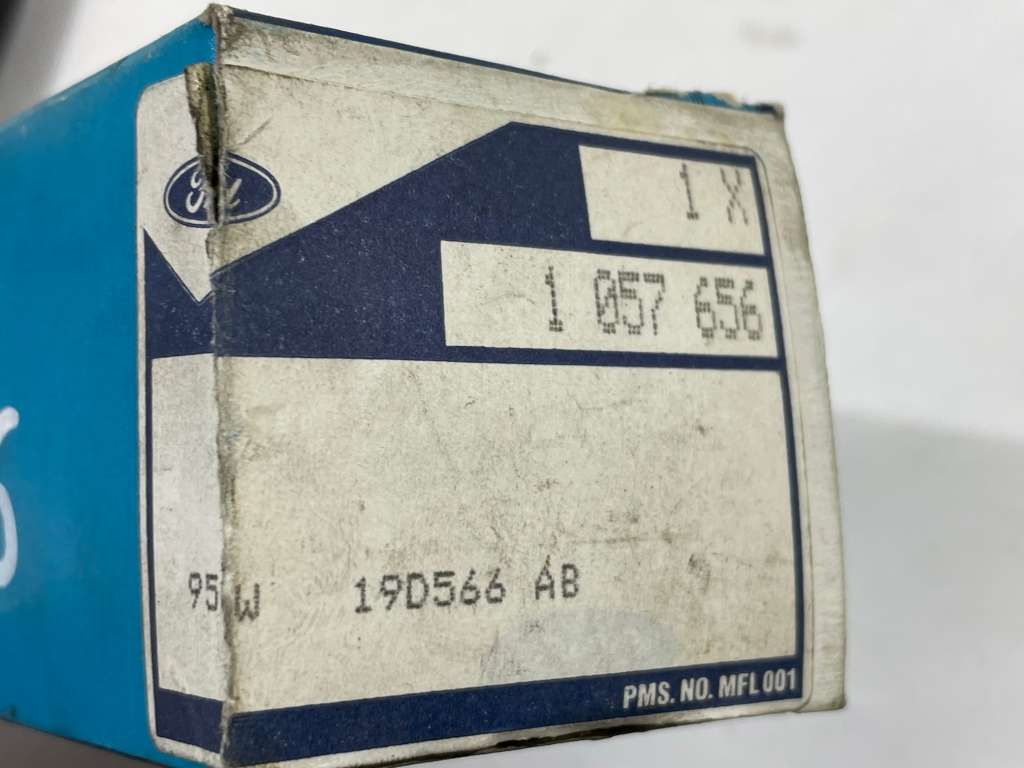 Ford
1 X
1 057 656
95 W 19D566 AB
PMS. NO. MFL 001